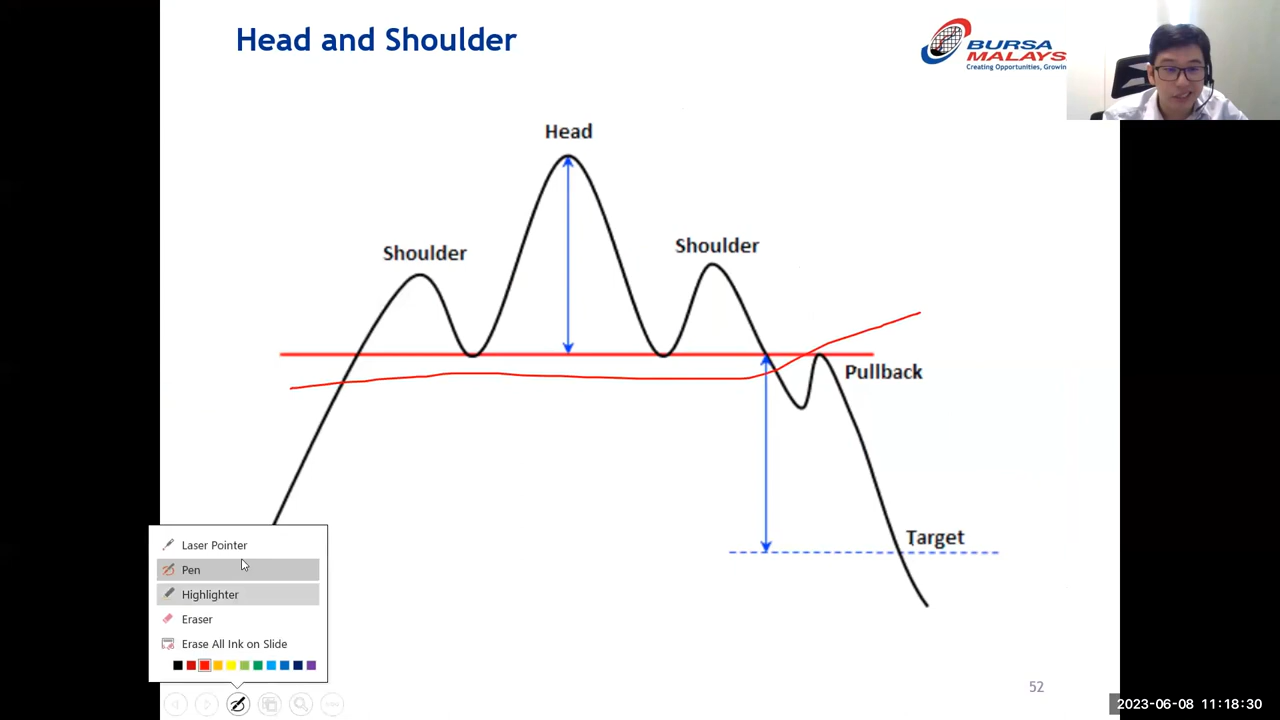 Head and Shoulder
BURSA
MALAYS
Creating Opportunities, Growin
Head
Shoulder
Shoulder
Pullback
Target
Laser Pointer
Pen
Highlighter
Eraser
Erase All Ink on Slide
52
2023-06-08 11:18:30